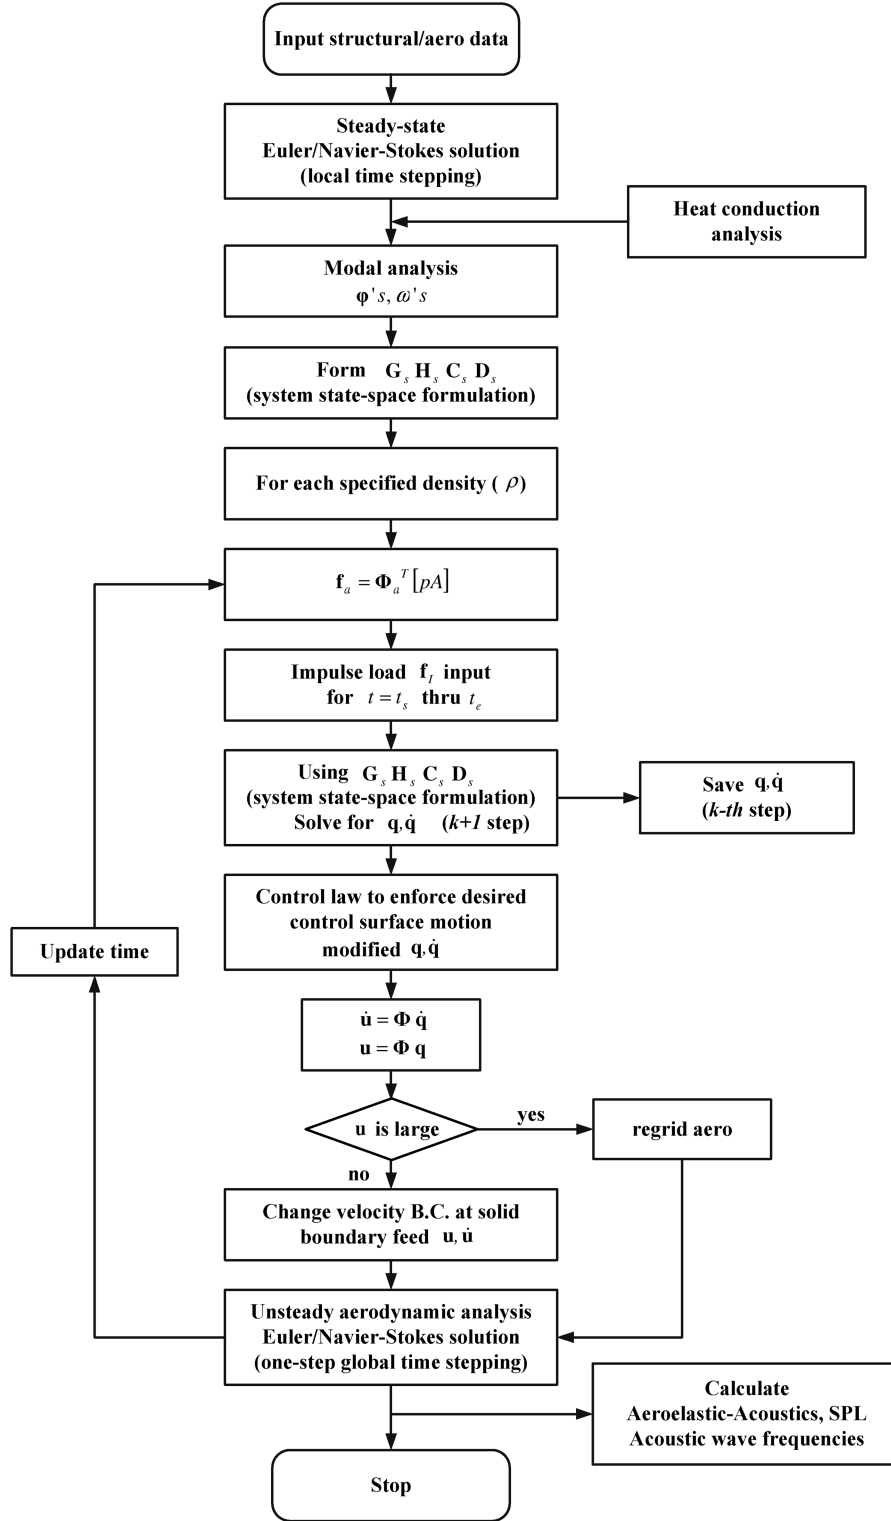 Input structural/aero data
Steady-state
Euler/Navier-Stokes solution
(local time stepping)
Heat conduction
analysis
Modal analysis
φ's, ω's
Form G_s H_s C_s D_s
(system state-space formulation)
For each specified density ( ρ)
f_a = Φ_a^T [pA]
Impulse load f_I input
for t = t_s thru t_e
Using G_s H_s C_s D_s
(system state-space formulation)
Solve for q, q̇ (k+1 step)
Save q, q̇
(k-th step)
Control law to enforce desired
control surface motion
modified q, q̇
Update time
u̇ = Φ q̇
u = Φ q
u is large
yes
regrid aero
no
Change velocity B.C. at solid
boundary feed u, u̇
Unsteady aerodynamic analysis
Euler/Navier-Stokes solution
(one-step global time stepping)
Calculate
Aeroelastic-Acoustics, SPL
Acoustic wave frequencies
Stop